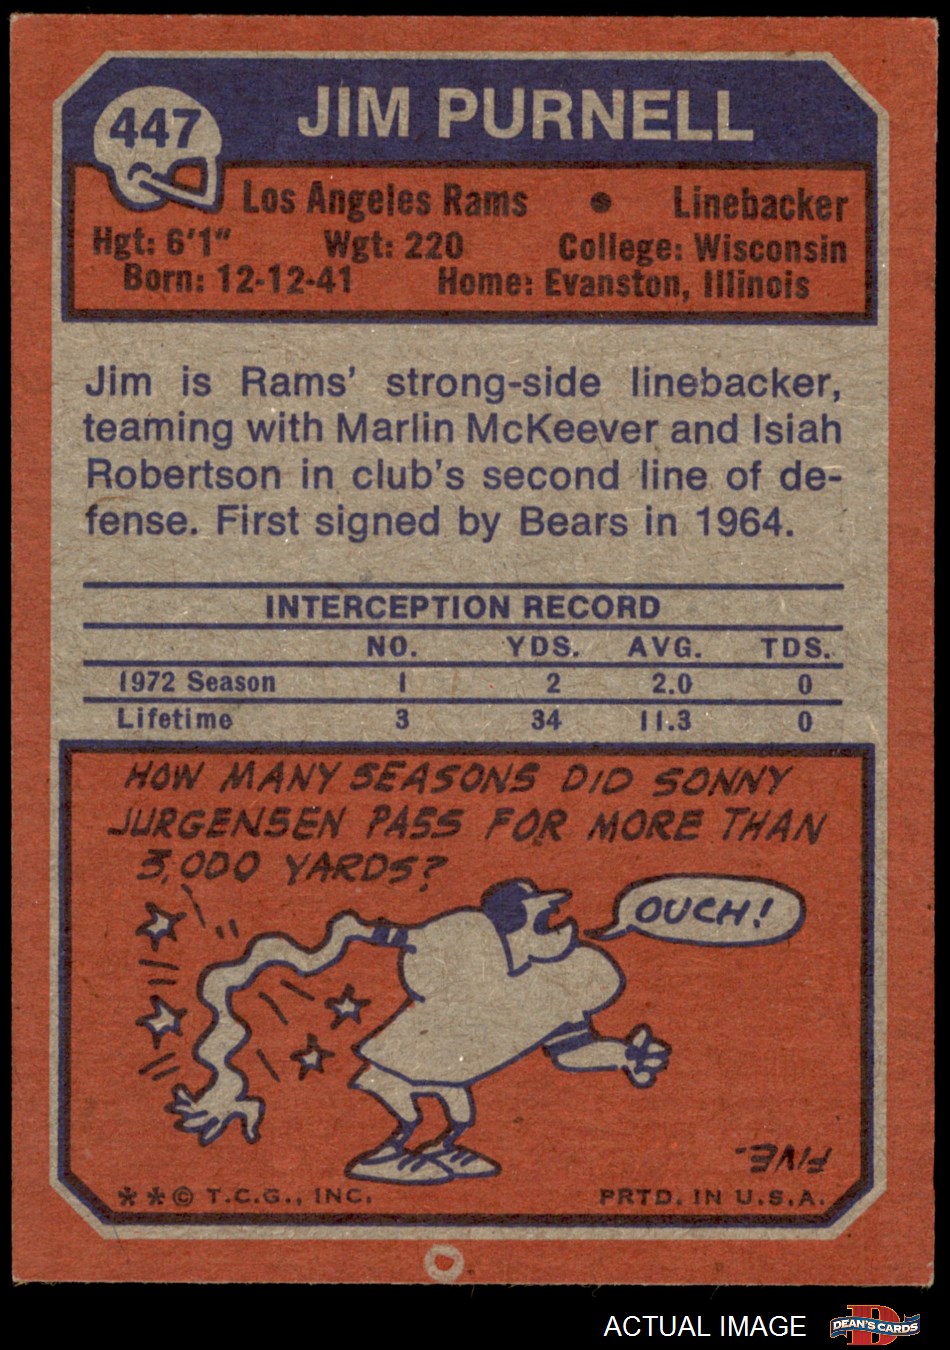 447
JIM PURNELL
Los Angeles Rams • Linebacker
Hgt: 6'1" Wgt: 220 College: Wisconsin
Born: 12-12-41 Home: Evanston, Illinois
Jim is Rams' strong-side linebacker,
teaming with Marlin McKeever and Isiah
Robertson in club's second line of de-
fense. First signed by Bears in 1964.
INTERCEPTION RECORD
NO. YDS. AVG. TDS.
1972 Season 1 2 2.0 0
Lifetime 3 34 11.3 0
HOW MANY SEASONS DID SONNY
JURGENSEN PASS FOR MORE THAN
3,000 YARDS?
OUCH!
FIVE.
**© T.C.G., INC. PRTD. IN U.S.A.
ACTUAL IMAGE
DEAN'S CARDS